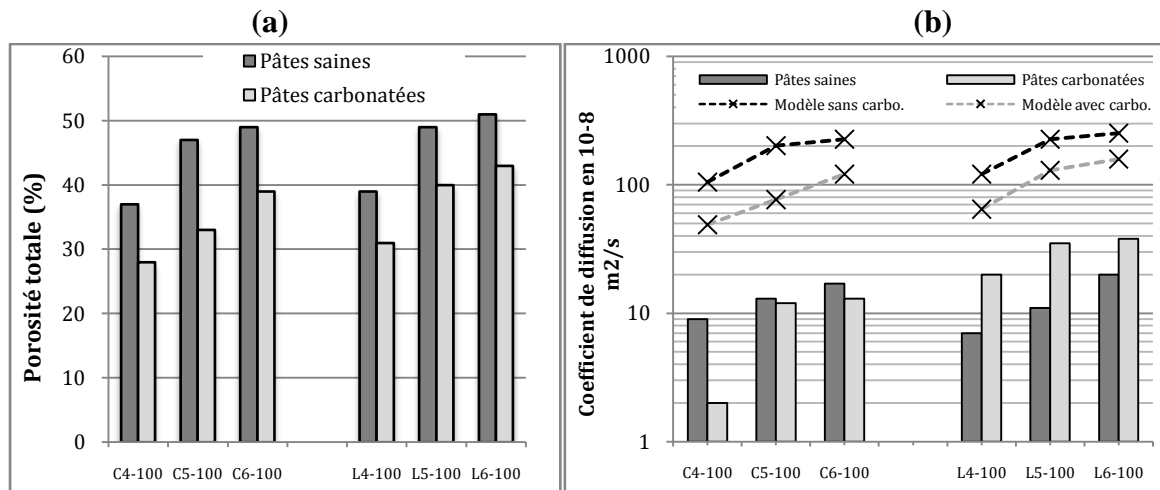 (a)
Porosité totale (%)
60
50
40
30
20
10
0
Pâtes saines
Pâtes carbonatées
C4-100 C5-100 C6-100 L4-100 L5-100 L6-100
(b)
Coefficient de diffusion en 10-8
m2/s
1000
100
10
1
Pâtes saines
Pâtes carbonatées
Modèle sans carbo.
Modèle avec carbo.
C4-100 C5-100 C6-100 L4-100 L5-100 L6-100